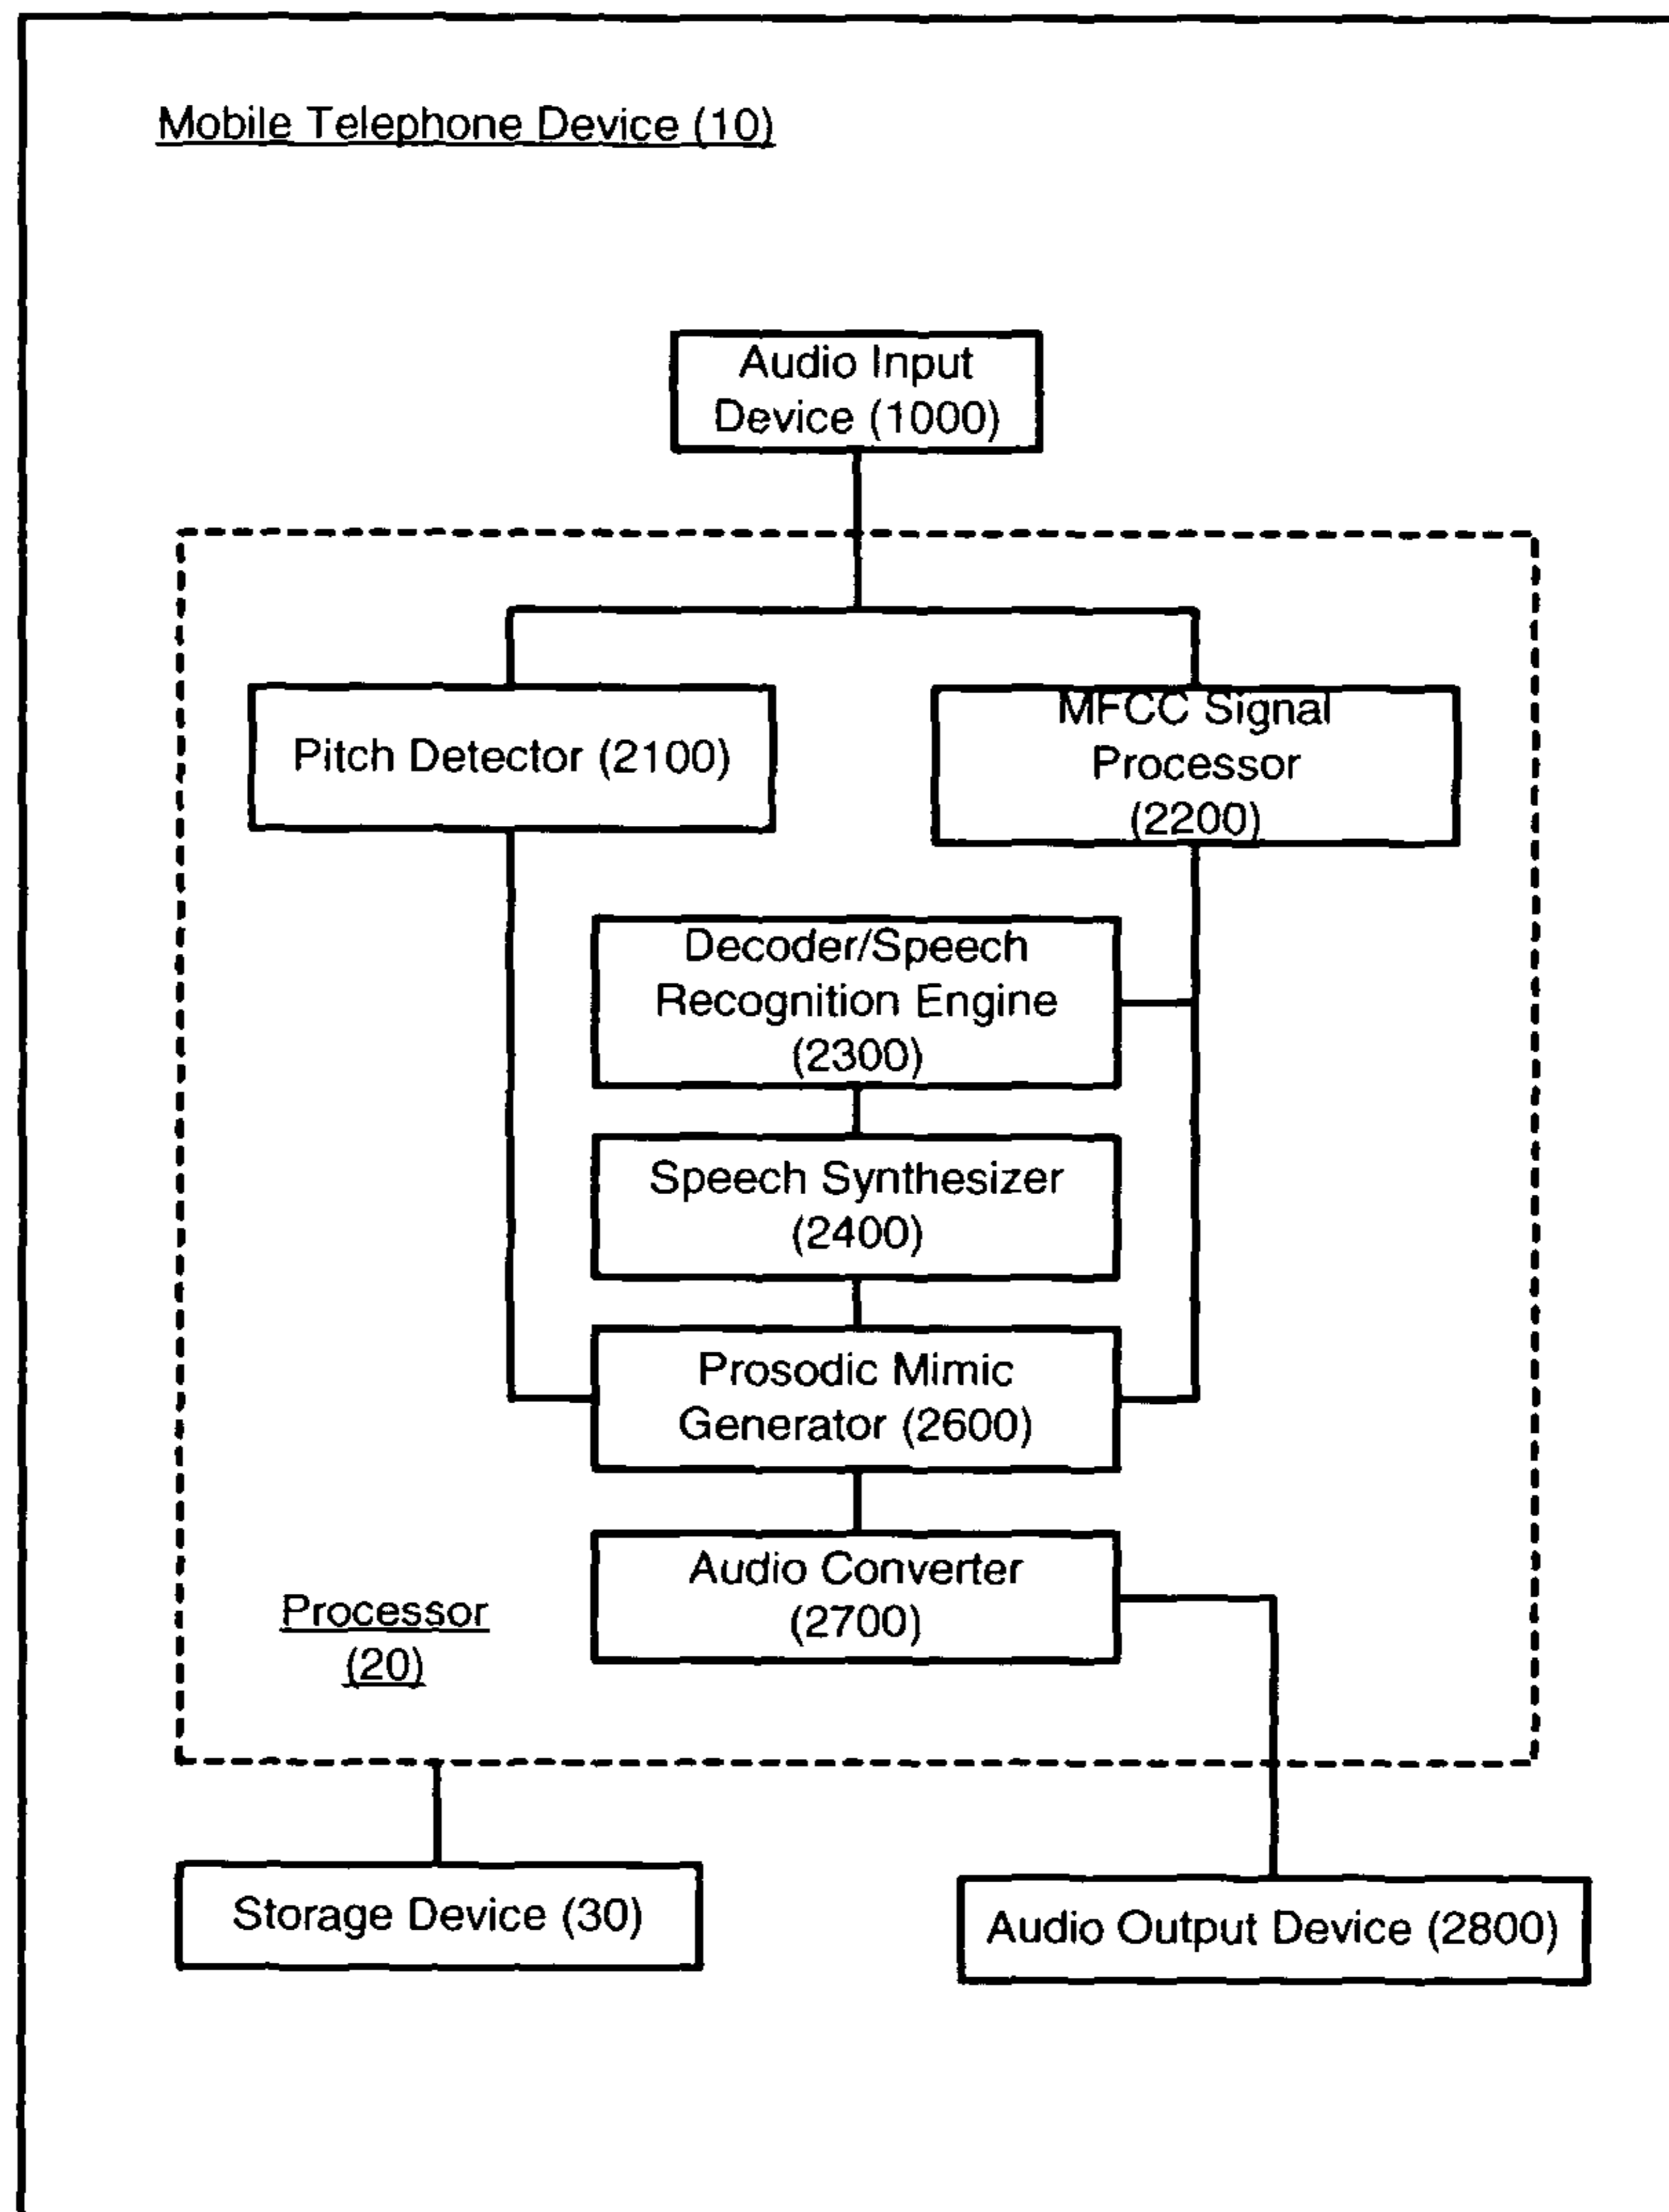 Mobile Telephone Device (10)
Audio Input
Device (1000)
Pitch Detector (2100)
MFCC Signal
Processor
(2200)
Decoder/Speech
Recognition Engine
(2300)
Speech Synthesizer
(2400)
Prosodic Mimic
Generator (2600)
Audio Converter
(2700)
Processor
(20)
Storage Device (30)
Audio Output Device (2800)